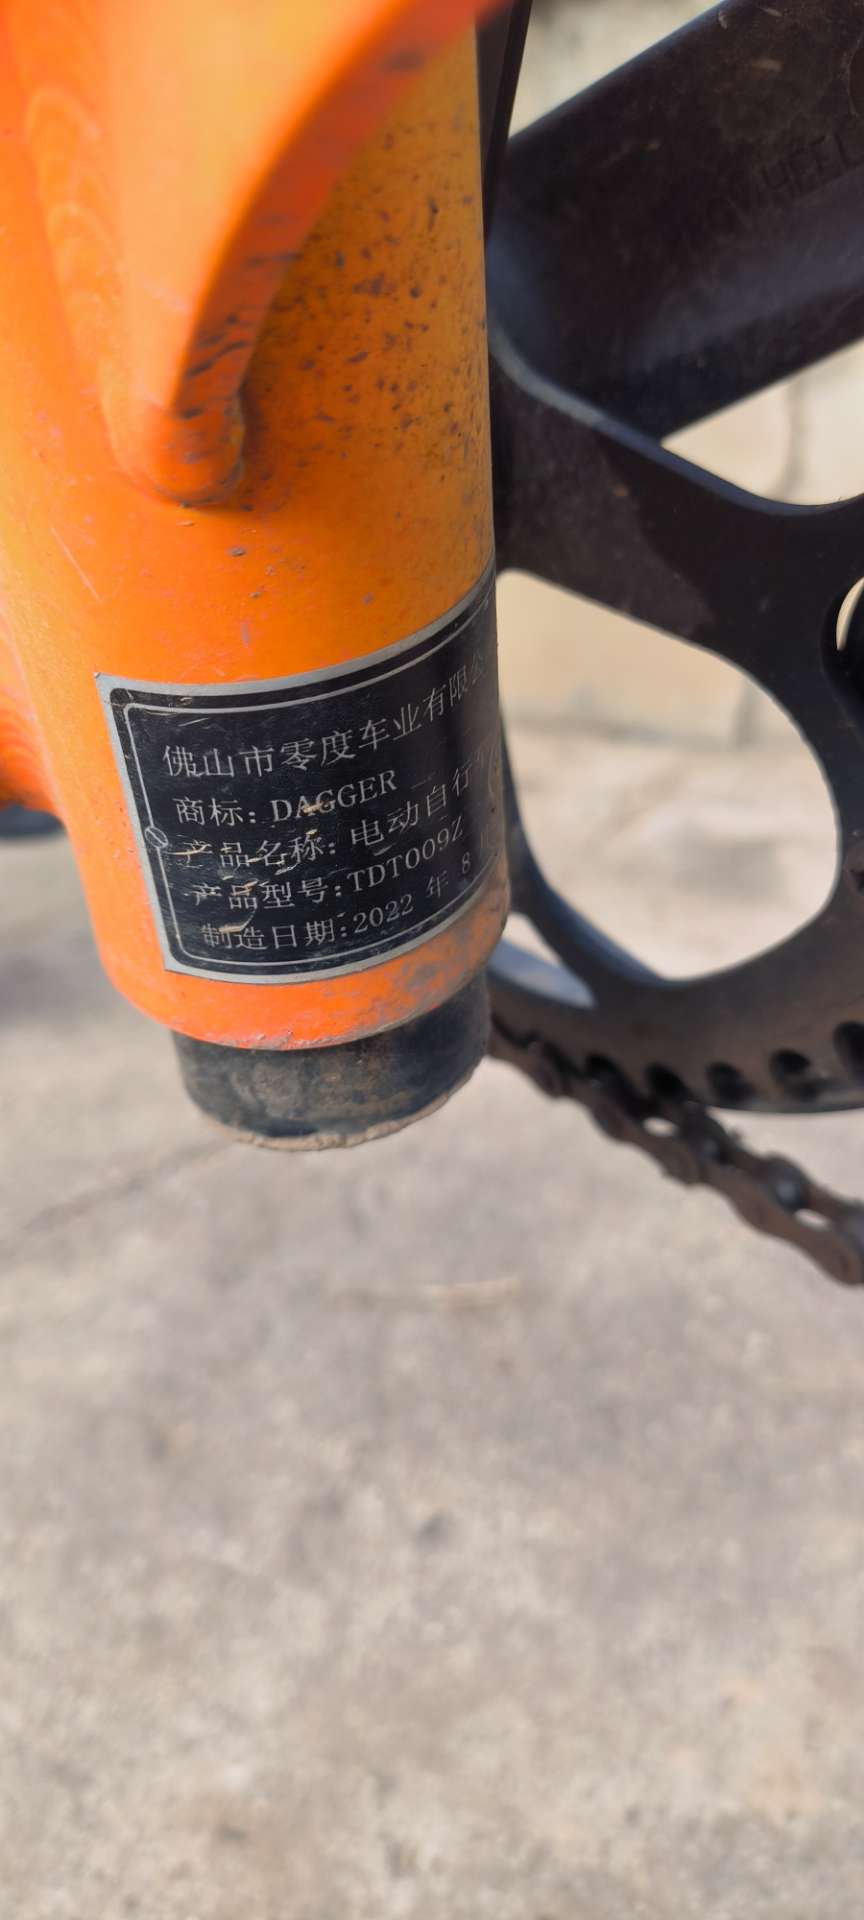 佛山市零度车业有限公
商标: DAGGER
产品名称: 电动自行
产品型号: TDT009Z
制造日期: 2022 年 8